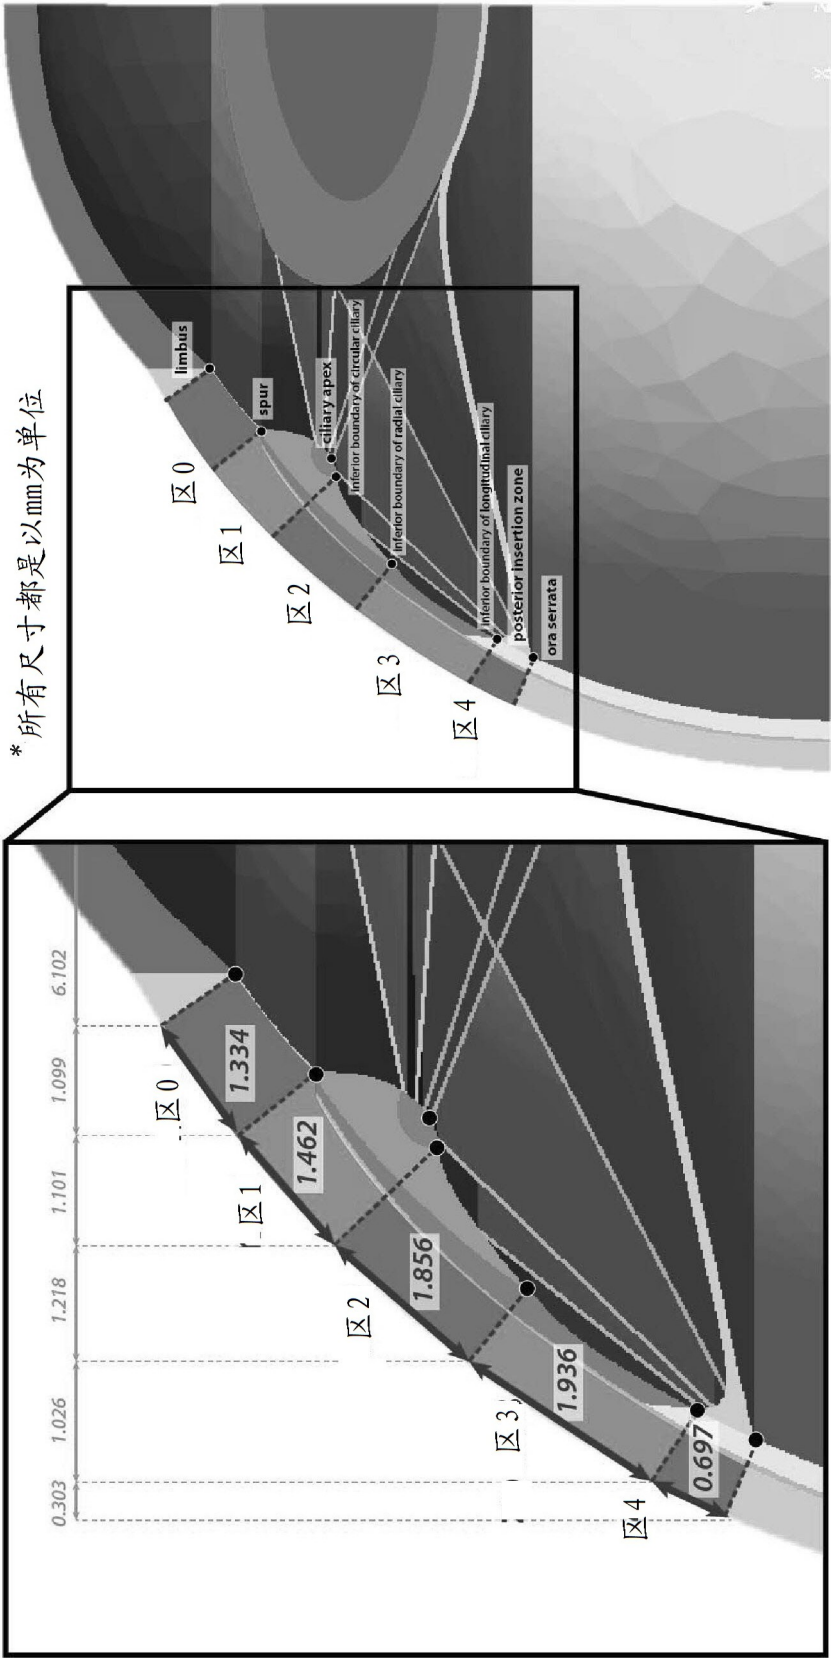 *所有尺寸都是以mm为单位
limbus
spur
ciliary apex
inferior boundary of circular ciliary
inferior boundary of radial ciliary
inferior boundary of longitudinal ciliary
posterior insertion zone
ora serrata
区0
区1
区2
区3
区4
Y
Z
X
0.303
1.026
1.218
1.101
1.099
6.102
区0
区1
区2
区3
区4
1.334
1.462
1.856
1.936
0.697